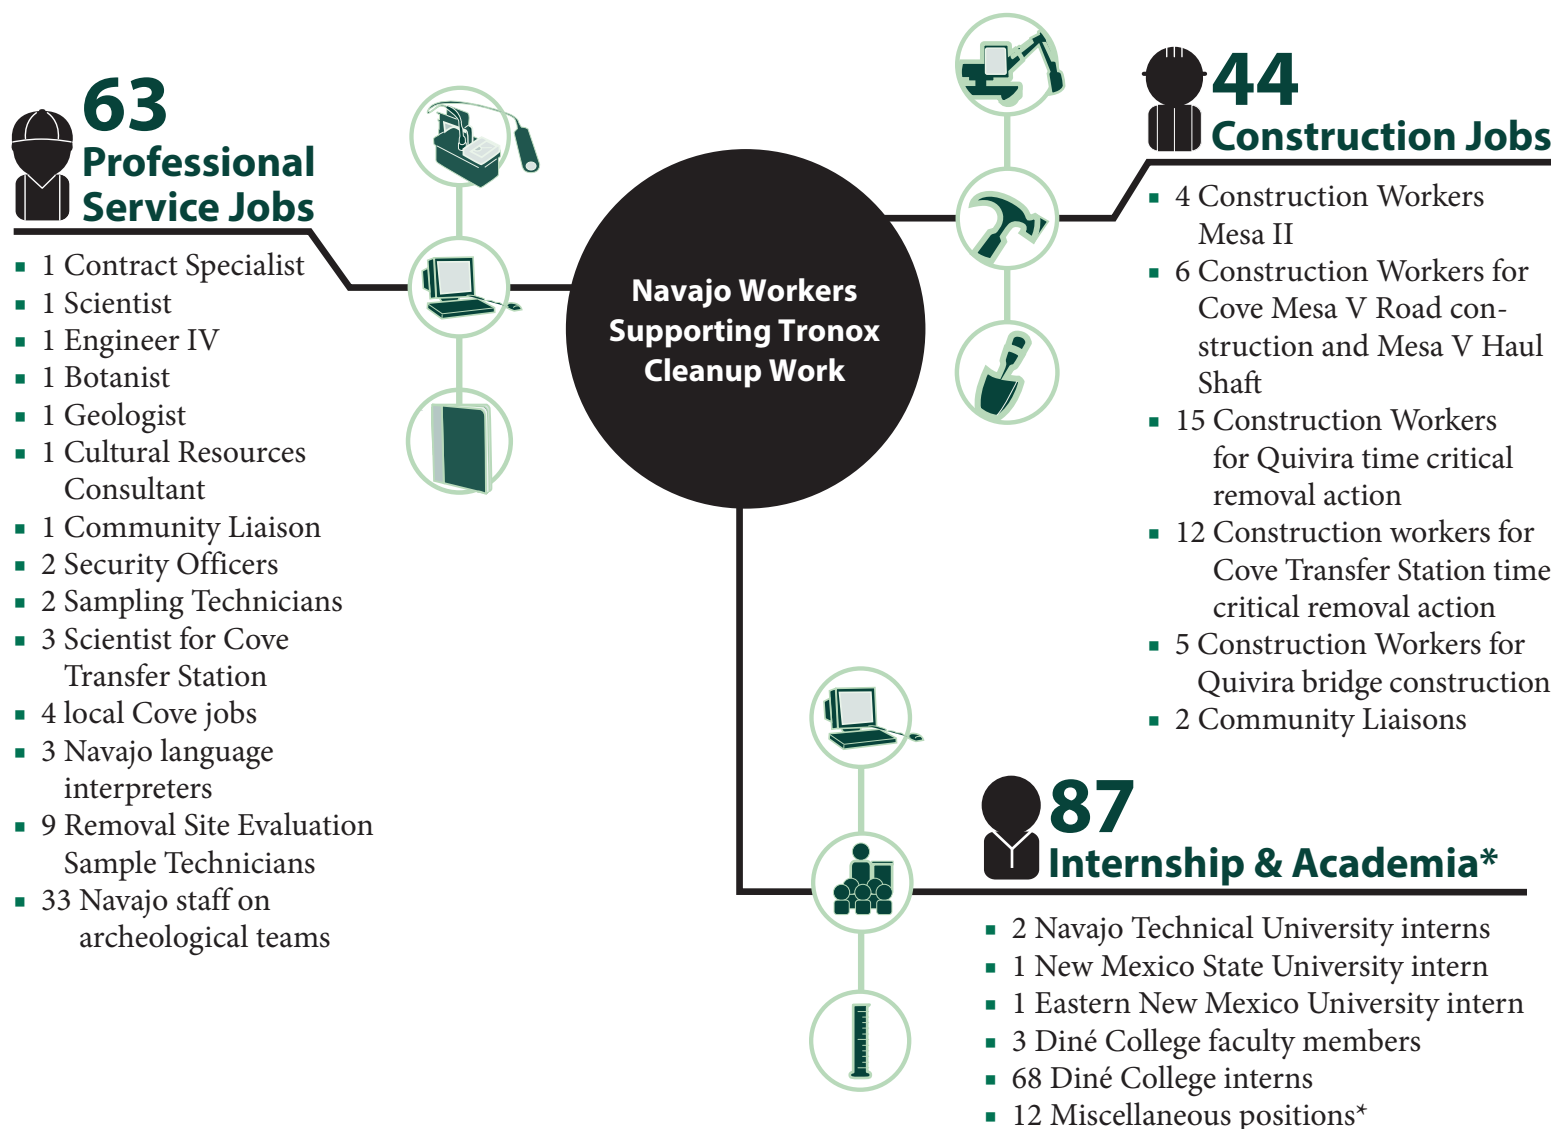 63
Professional
Service Jobs
▪ 1 Contract Specialist
▪ 1 Scientist
▪ 1 Engineer IV
▪ 1 Botanist
▪ 1 Geologist
▪ 1 Cultural Resources
Consultant
▪ 1 Community Liaison
▪ 2 Security Officers
▪ 2 Sampling Technicians
▪ 3 Scientist for Cove
Transfer Station
▪ 4 local Cove jobs
▪ 3 Navajo language
interpreters
▪ 9 Removal Site Evaluation
Sample Technicians
▪ 33 Navajo staff on
archeological teams
Navajo Workers
Supporting Tronox
Cleanup Work
44
Construction Jobs
▪ 4 Construction Workers
Mesa II
▪ 6 Construction Workers for
Cove Mesa V Road con-
struction and Mesa V Haul
Shaft
▪ 15 Construction Workers
for Quivira time critical
removal action
▪ 12 Construction workers for
Cove Transfer Station time
critical removal action
▪ 5 Construction Workers for
Quivira bridge construction
▪ 2 Community Liaisons
87
Internship & Academia*
▪ 2 Navajo Technical University interns
▪ 1 New Mexico State University intern
▪ 1 Eastern New Mexico University intern
▪ 3 Diné College faculty members
▪ 68 Diné College interns
▪ 12 Miscellaneous positions*